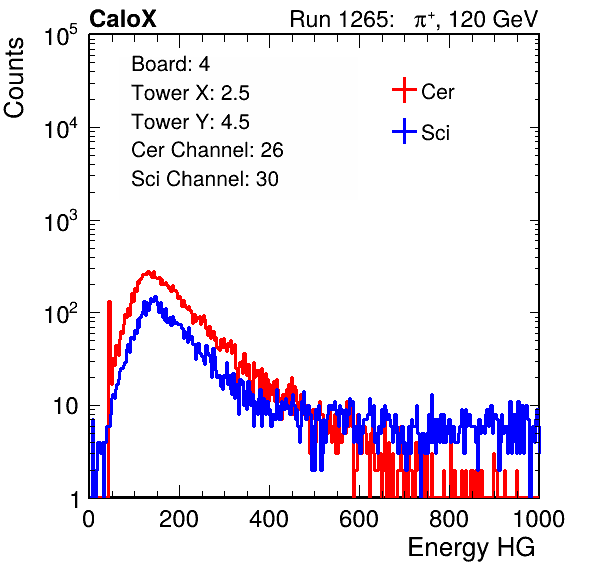 CaloX Run 1265: π⁺, 120 GeV
Counts
10⁵
10⁴
10³
10²
10
1
Board: 4
Tower X: 2.5
Tower Y: 4.5
Cer Channel: 26
Sci Channel: 30
Cer
Sci
0 200 400 600 800 1000
Energy HG